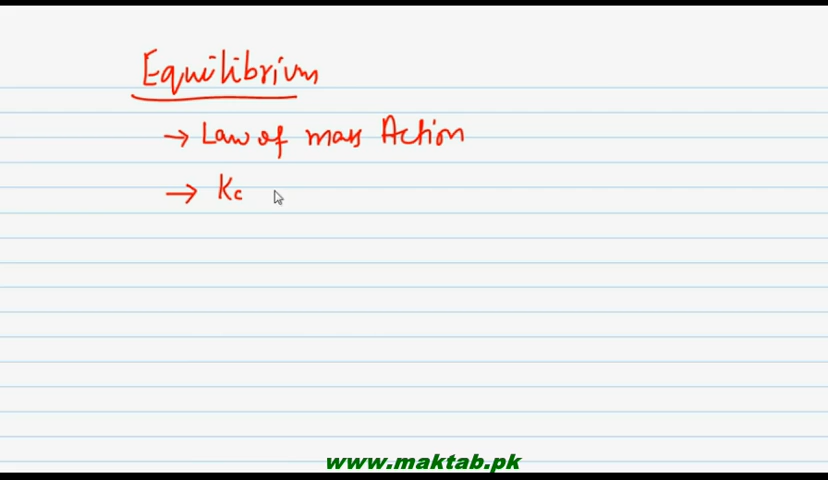 Equilibrium
→ Law of mass Action
→ Kc
www.maktab.pk